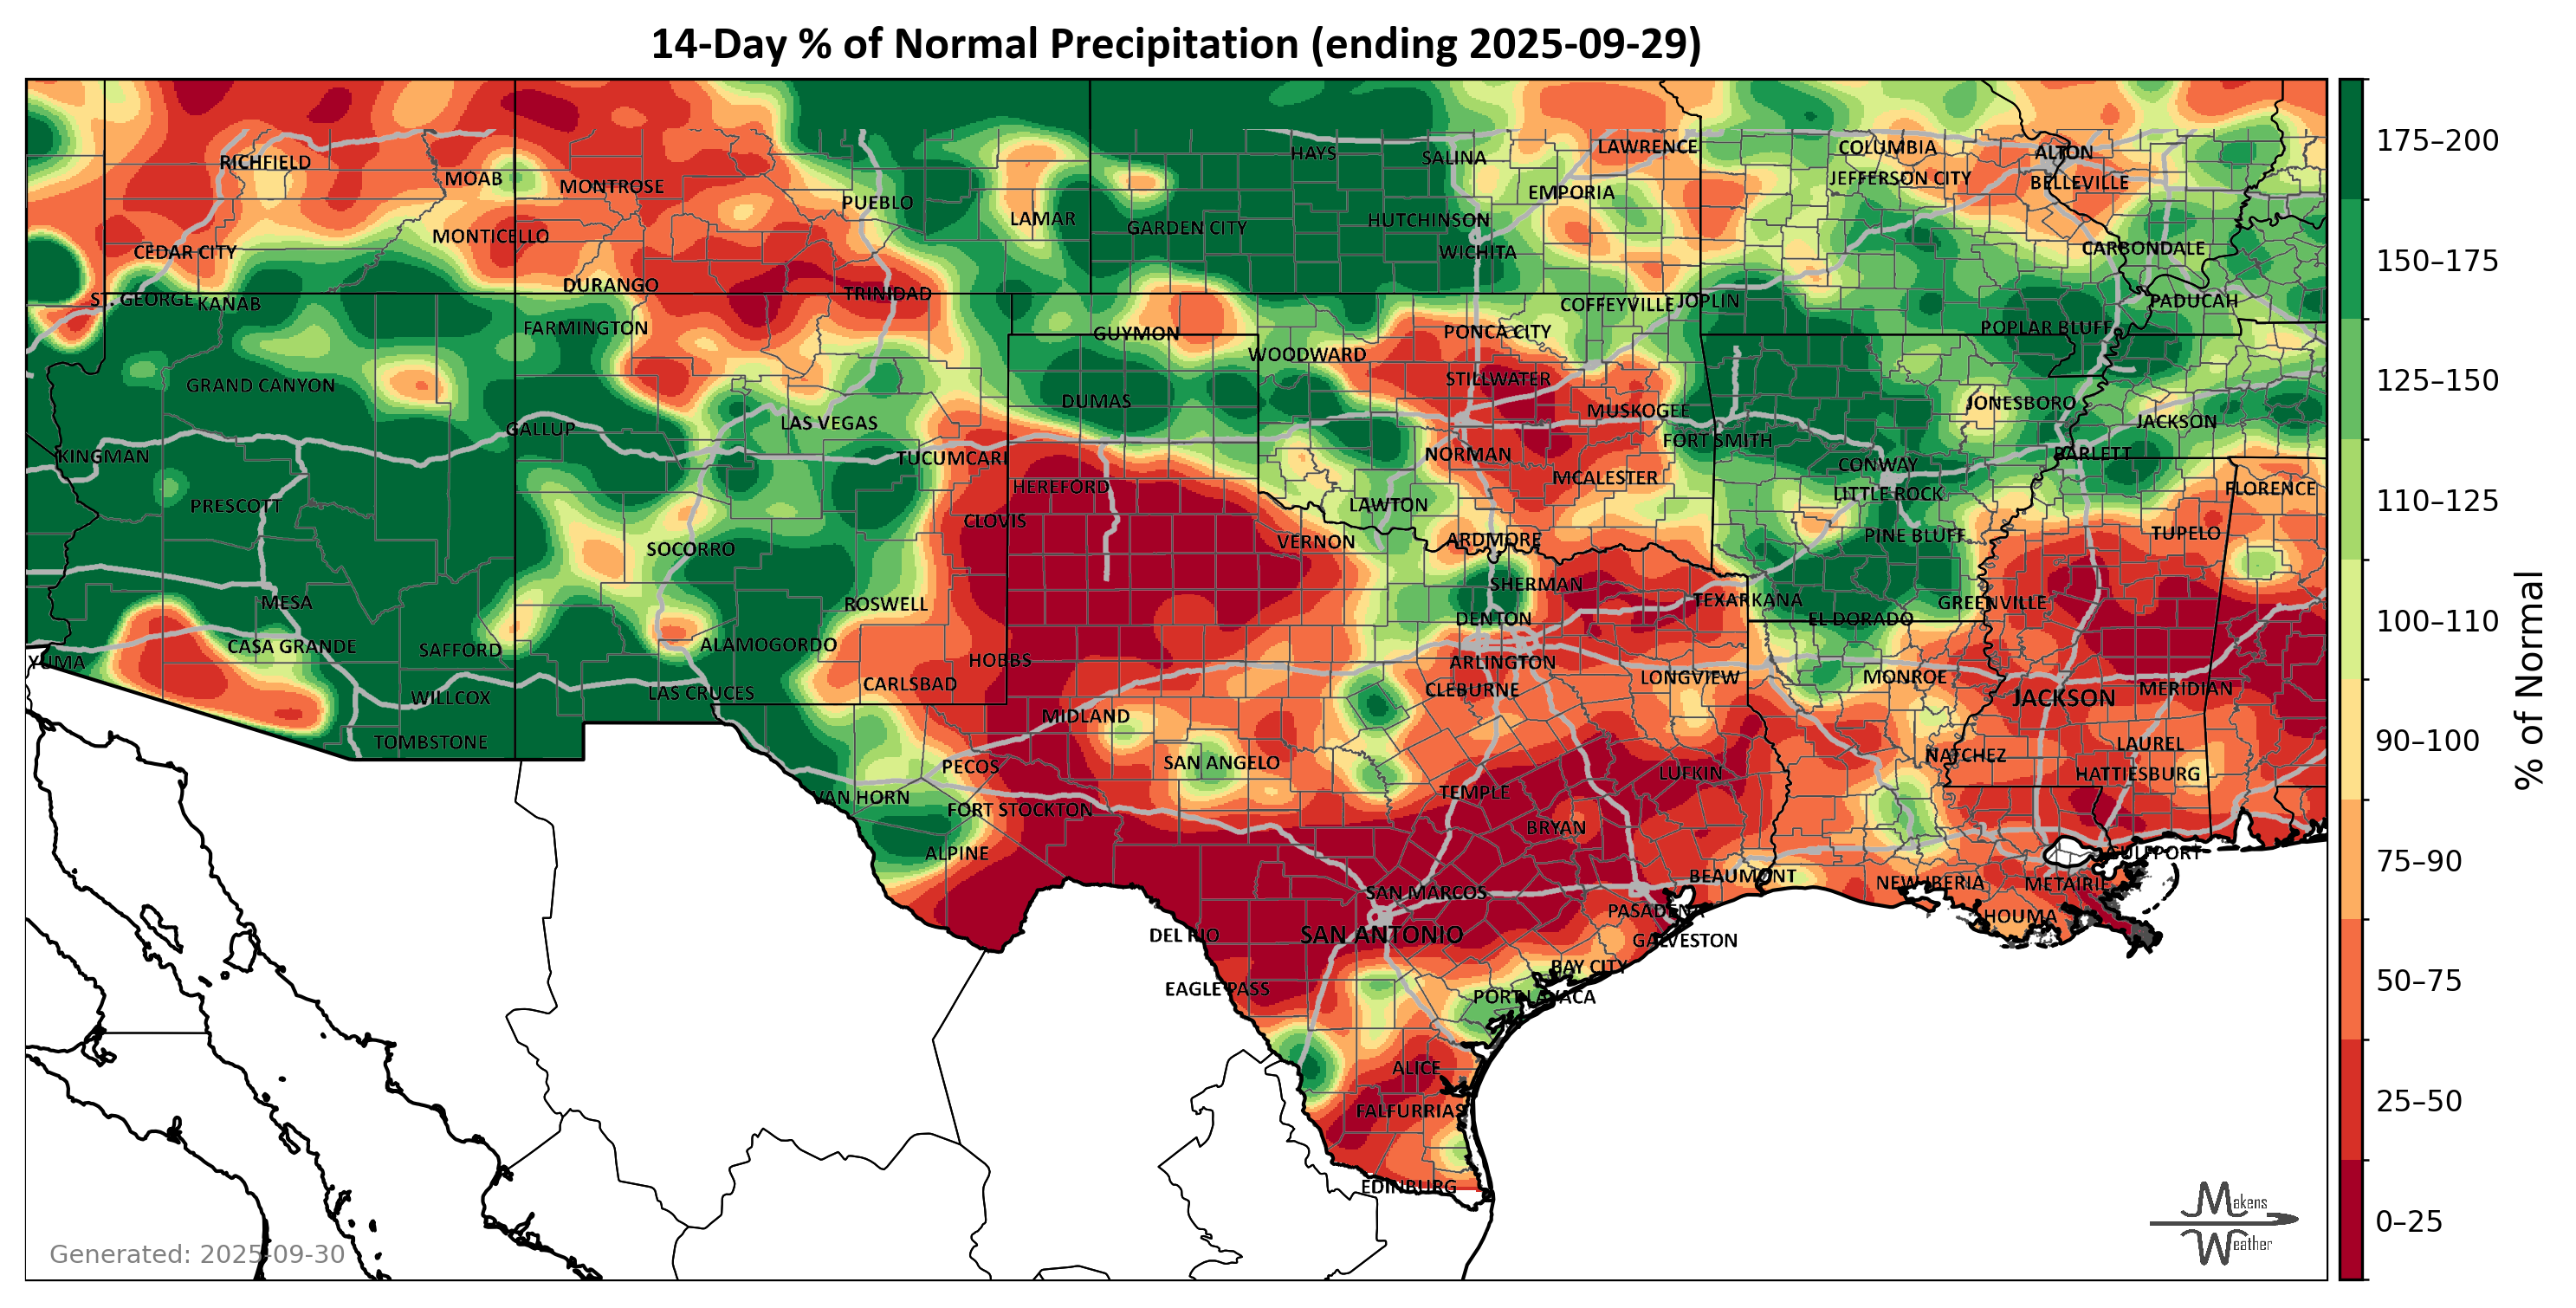 14-Day % of Normal Precipitation (ending 2025-09-29)
RICHFIELD
MOAB
MONTROSE
PUEBLO
LAMAR
HAYS
SALINA
LAWRENCE
COLUMBIA
ALTON
JEFFERSON CITY
BELLEVILLE
EMPORIA
GARDEN CITY
HUTCHINSON
WICHITA
CARBONDALE
MONTICELLO
CEDAR CITY
DURANGO
TRINIDAD
ST. GEORGE
KANAB
COFFEYVILLE
JOPLIN
PADUCAH
FARMINGTON
GUYMON
PONCA CITY
POPLAR BLUFF
WOODWARD
GRAND CANYON
STILLWATER
DUMAS
MUSKOGEE
JONESBORO
JACKSON
LAS VEGAS
GALLUP
FORT SMITH
KINGMAN
TUCUMCARI
NORMAN
BARLETT
CONWAY
HEREFORD
MCALESTER
LITTLE ROCK
FLORENCE
PRESCOTT
LAWTON
CLOVIS
PINE BLUFF
TUPELO
SOCORRO
VERNON
ARDMORE
SHERMAN
MESA
ROSWELL
TEXARKANA
GREENVILLE
DENTON
EL DORADO
CASA GRANDE
SAFFORD
ALAMOGORDO
YUMA
HOBBS
ARLINGTON
CARLSBAD
CLEBURNE
LONGVIEW
MONROE
WILLCOX
LAS CRUCES
JACKSON
MERIDIAN
MIDLAND
TOMBSTONE
LAUREL
NATCHEZ
PECOS
SAN ANGELO
LUFKIN
HATTIESBURG
VAN HORN
FORT STOCKTON
TEMPLE
BRYAN
ALPINE
GULFPORT
BEAUMONT
NEW IBERIA
METAIRIE
SAN MARCOS
PASADENA
HOUMA
DEL RIO
SAN ANTONIO
GALVESTON
BAY CITY
EAGLE PASS
PORT LAVACA
ALICE
FALFURRIAS
EDINBURG
175–200
150–175
125–150
110–125
100–110
90–100
75–90
50–75
25–50
0–25
% of Normal
Generated: 2025-09-30
Makens
Weather